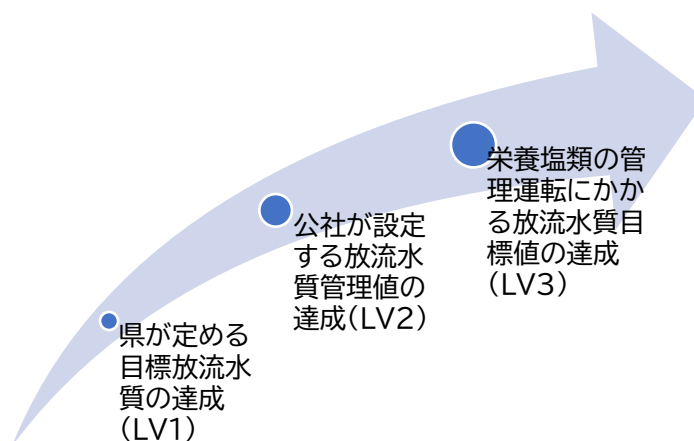 県が定める
目標放流水
質の達成
(LV1)
公社が設定
する放流水
質管理値の
達成(LV2)
栄養塩類の管
理運転にかか
る放流水質目
標値の達成
(LV3)